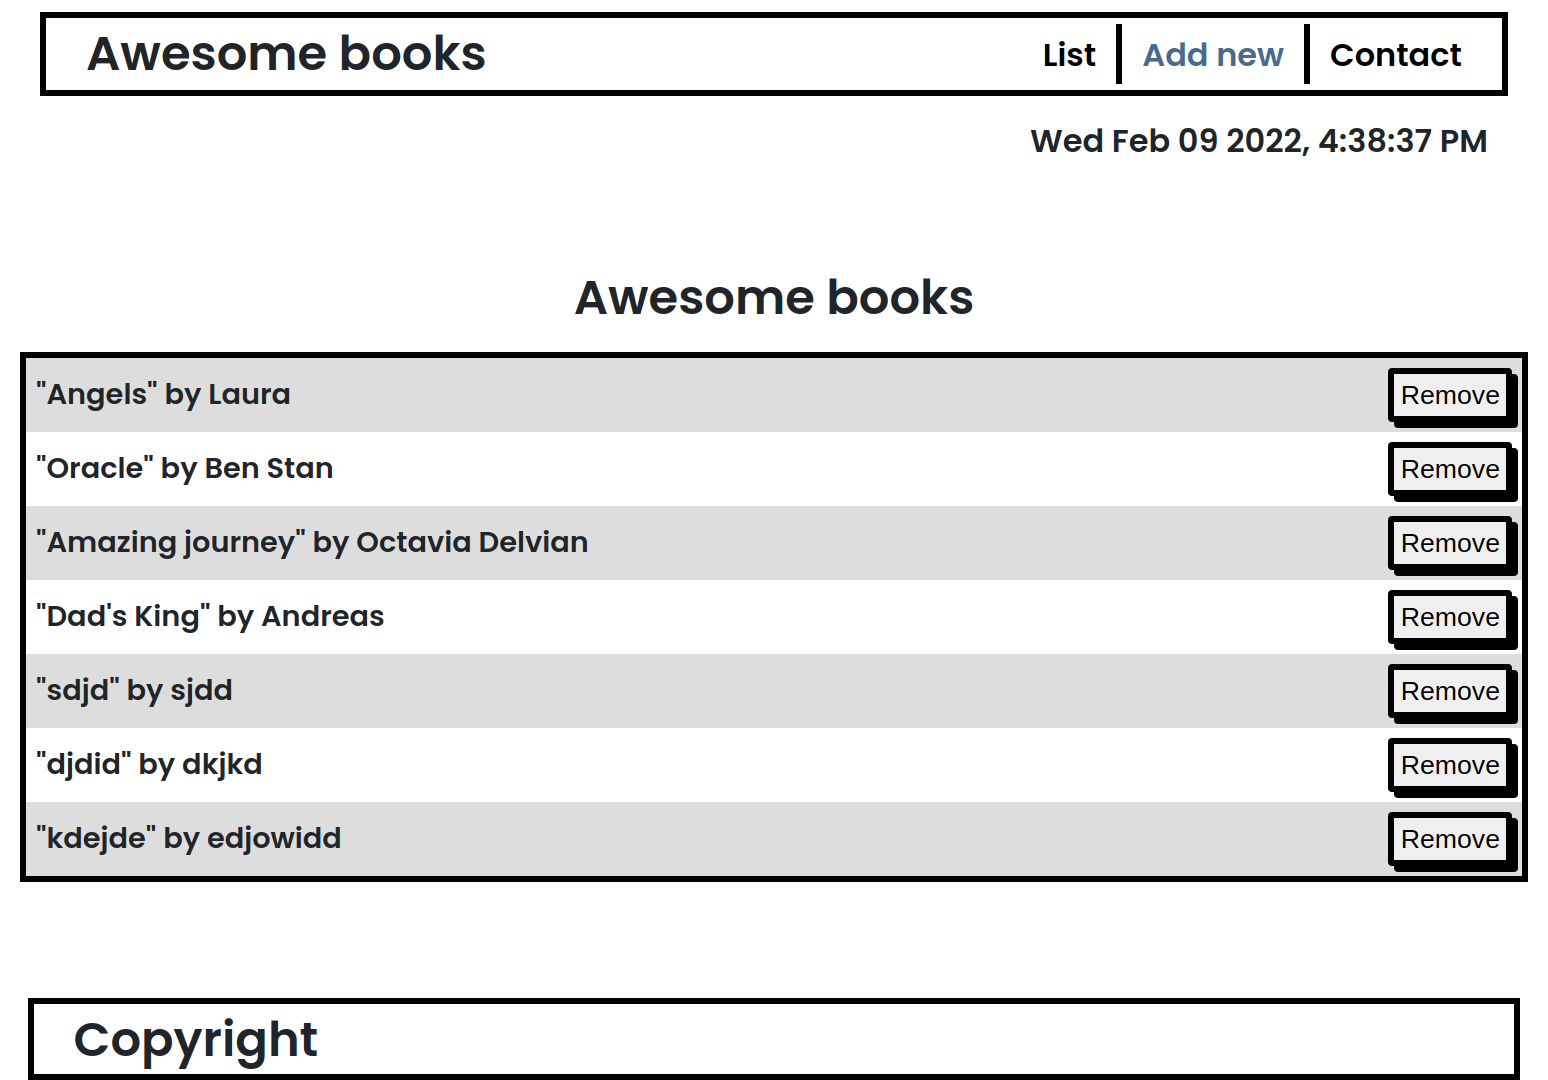 Awesome books
List Add new Contact
Wed Feb 09 2022, 4:38:37 PM
Awesome books
"Angels" by Laura Remove
"Oracle" by Ben Stan Remove
"Amazing journey" by Octavia Delvian Remove
"Dad's King" by Andreas Remove
"sdjd" by sjdd Remove
"djdid" by dkjkd Remove
"kdejde" by edjowidd Remove
Copyright